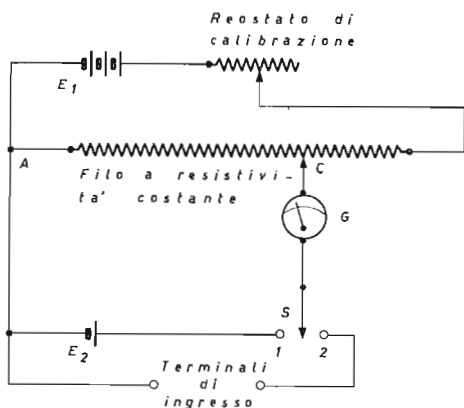 Reostato di
calibrazione
E1
A
C
Filo a resistivi-
ta' costante
G
S
E2
1
2
Terminali
di
ingresso